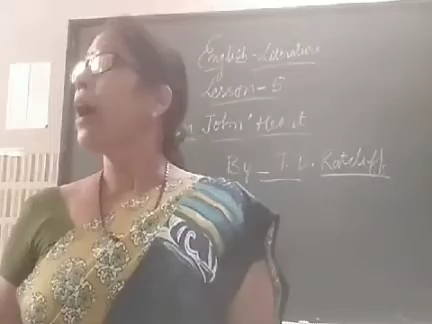 English - Literature
Lesson - 5
John' Heart
By - T. L. Ratcliff